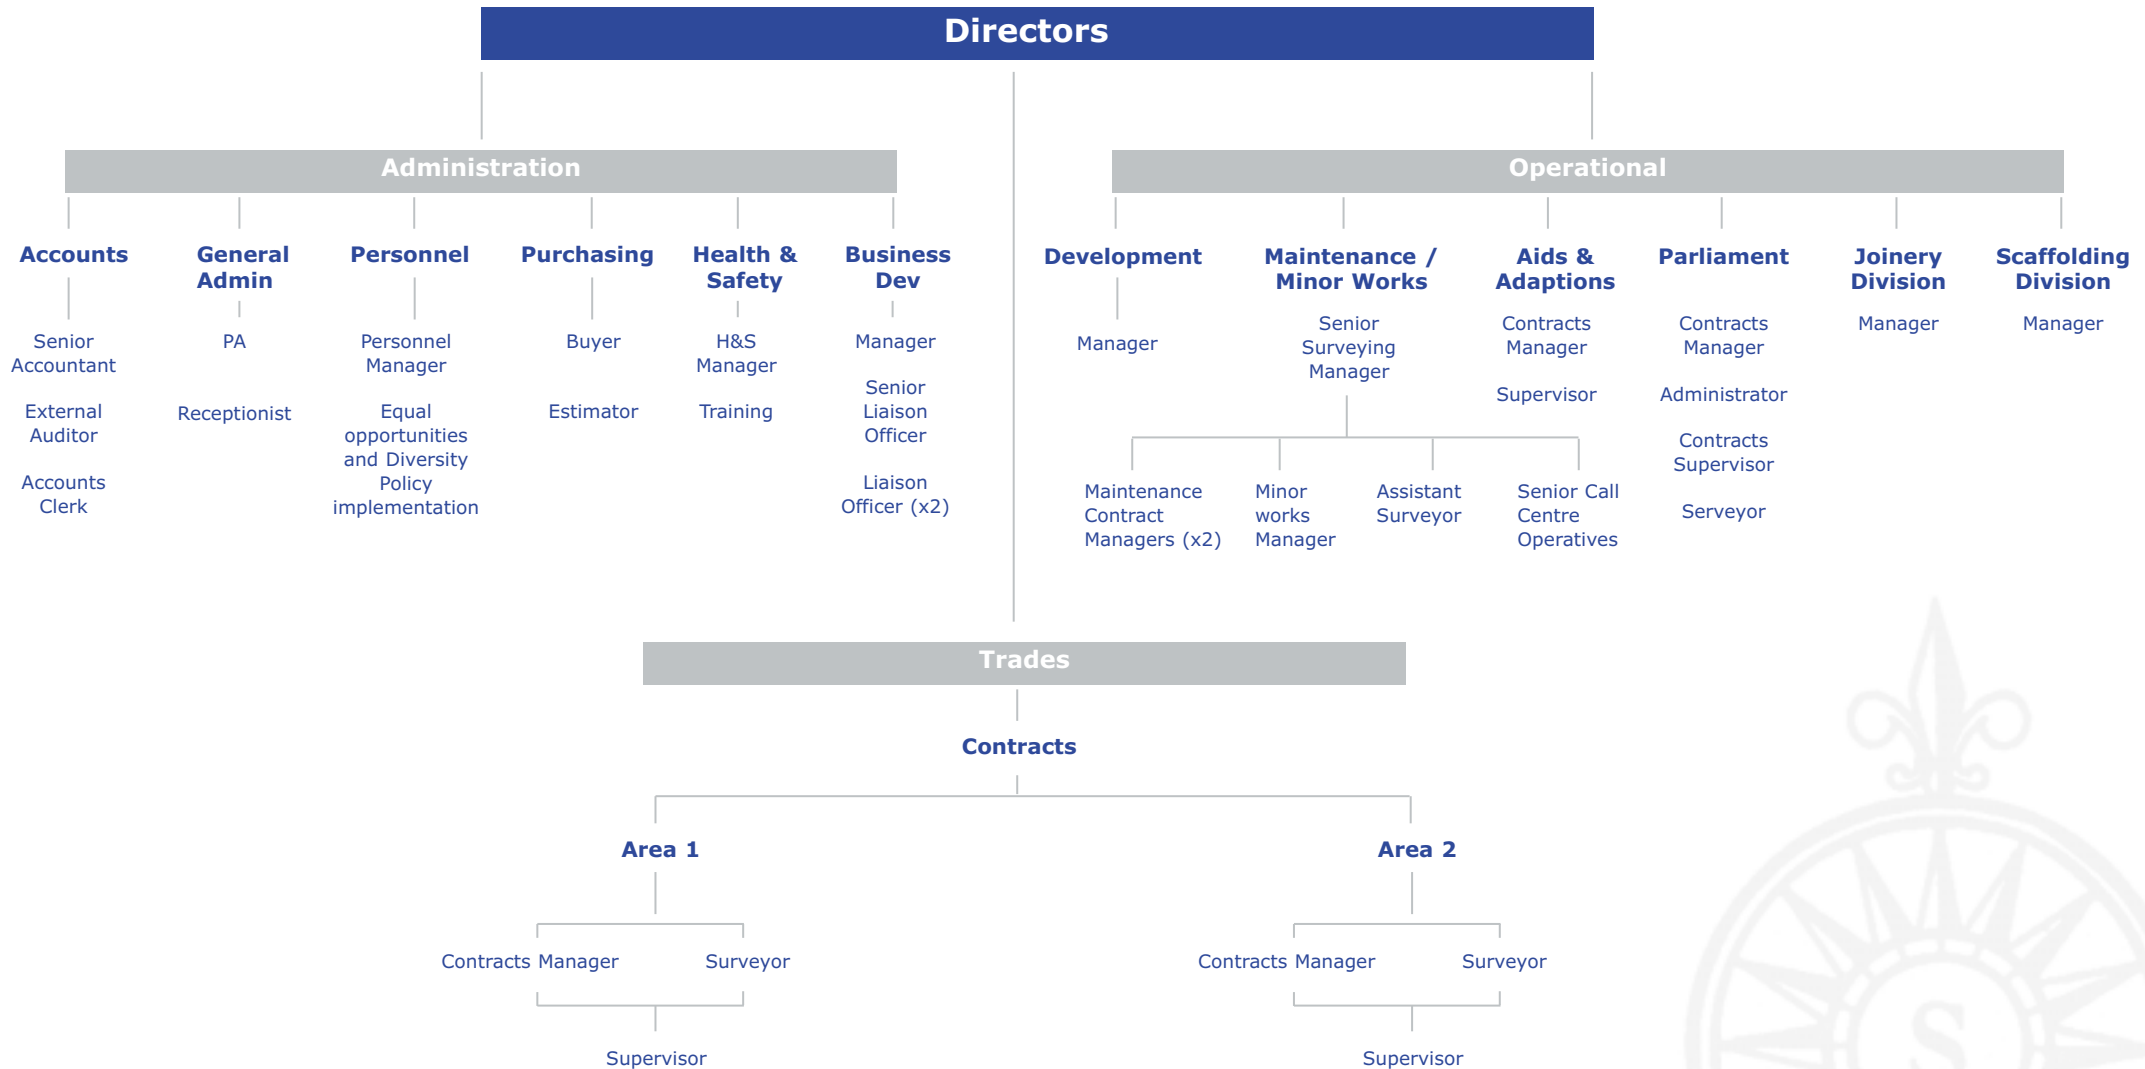 Directors
Administration
Operational
Accounts
General
Admin
Personnel
Purchasing
Health &
Safety
Business
Dev
Development
Maintenance /
Minor Works
Aids &
Adaptions
Parliament
Joinery
Division
Scaffolding
Division
Senior
Accountant
External
Auditor
Accounts
Clerk
PA
Receptionist
Personnel
Manager
Equal
opportunities
and Diversity
Policy
implementation
Buyer
Estimator
H&S
Manager
Training
Manager
Senior
Liaison
Officer
Liaison
Officer (x2)
Manager
Senior
Surveying
Manager
Maintenance
Contract
Managers (x2)
Minor
works
Manager
Assistant
Surveyor
Senior Call
Centre
Operatives
Contracts
Manager
Supervisor
Contracts
Manager
Administrator
Contracts
Supervisor
Serveyor
Manager
Manager
Trades
Contracts
Area 1
Area 2
Contracts Manager
Surveyor
Supervisor
Contracts Manager
Surveyor
Supervisor
S